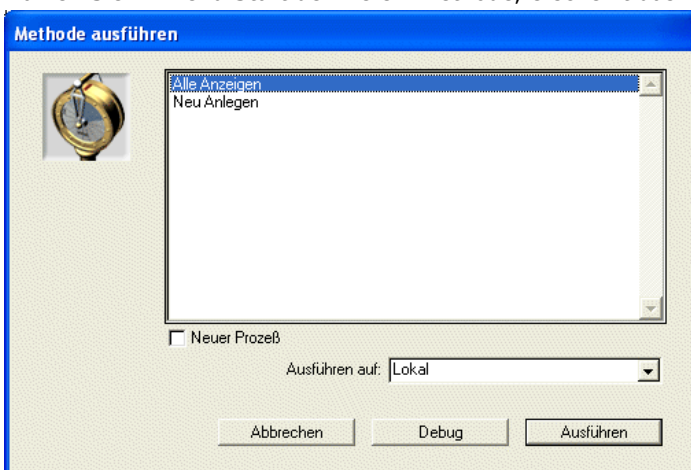 Methode ausführen
Alle Anzeigen
Neu Anlegen
Neuer Prozeß
Ausführen auf: Lokal
Abbrechen Debug Ausführen